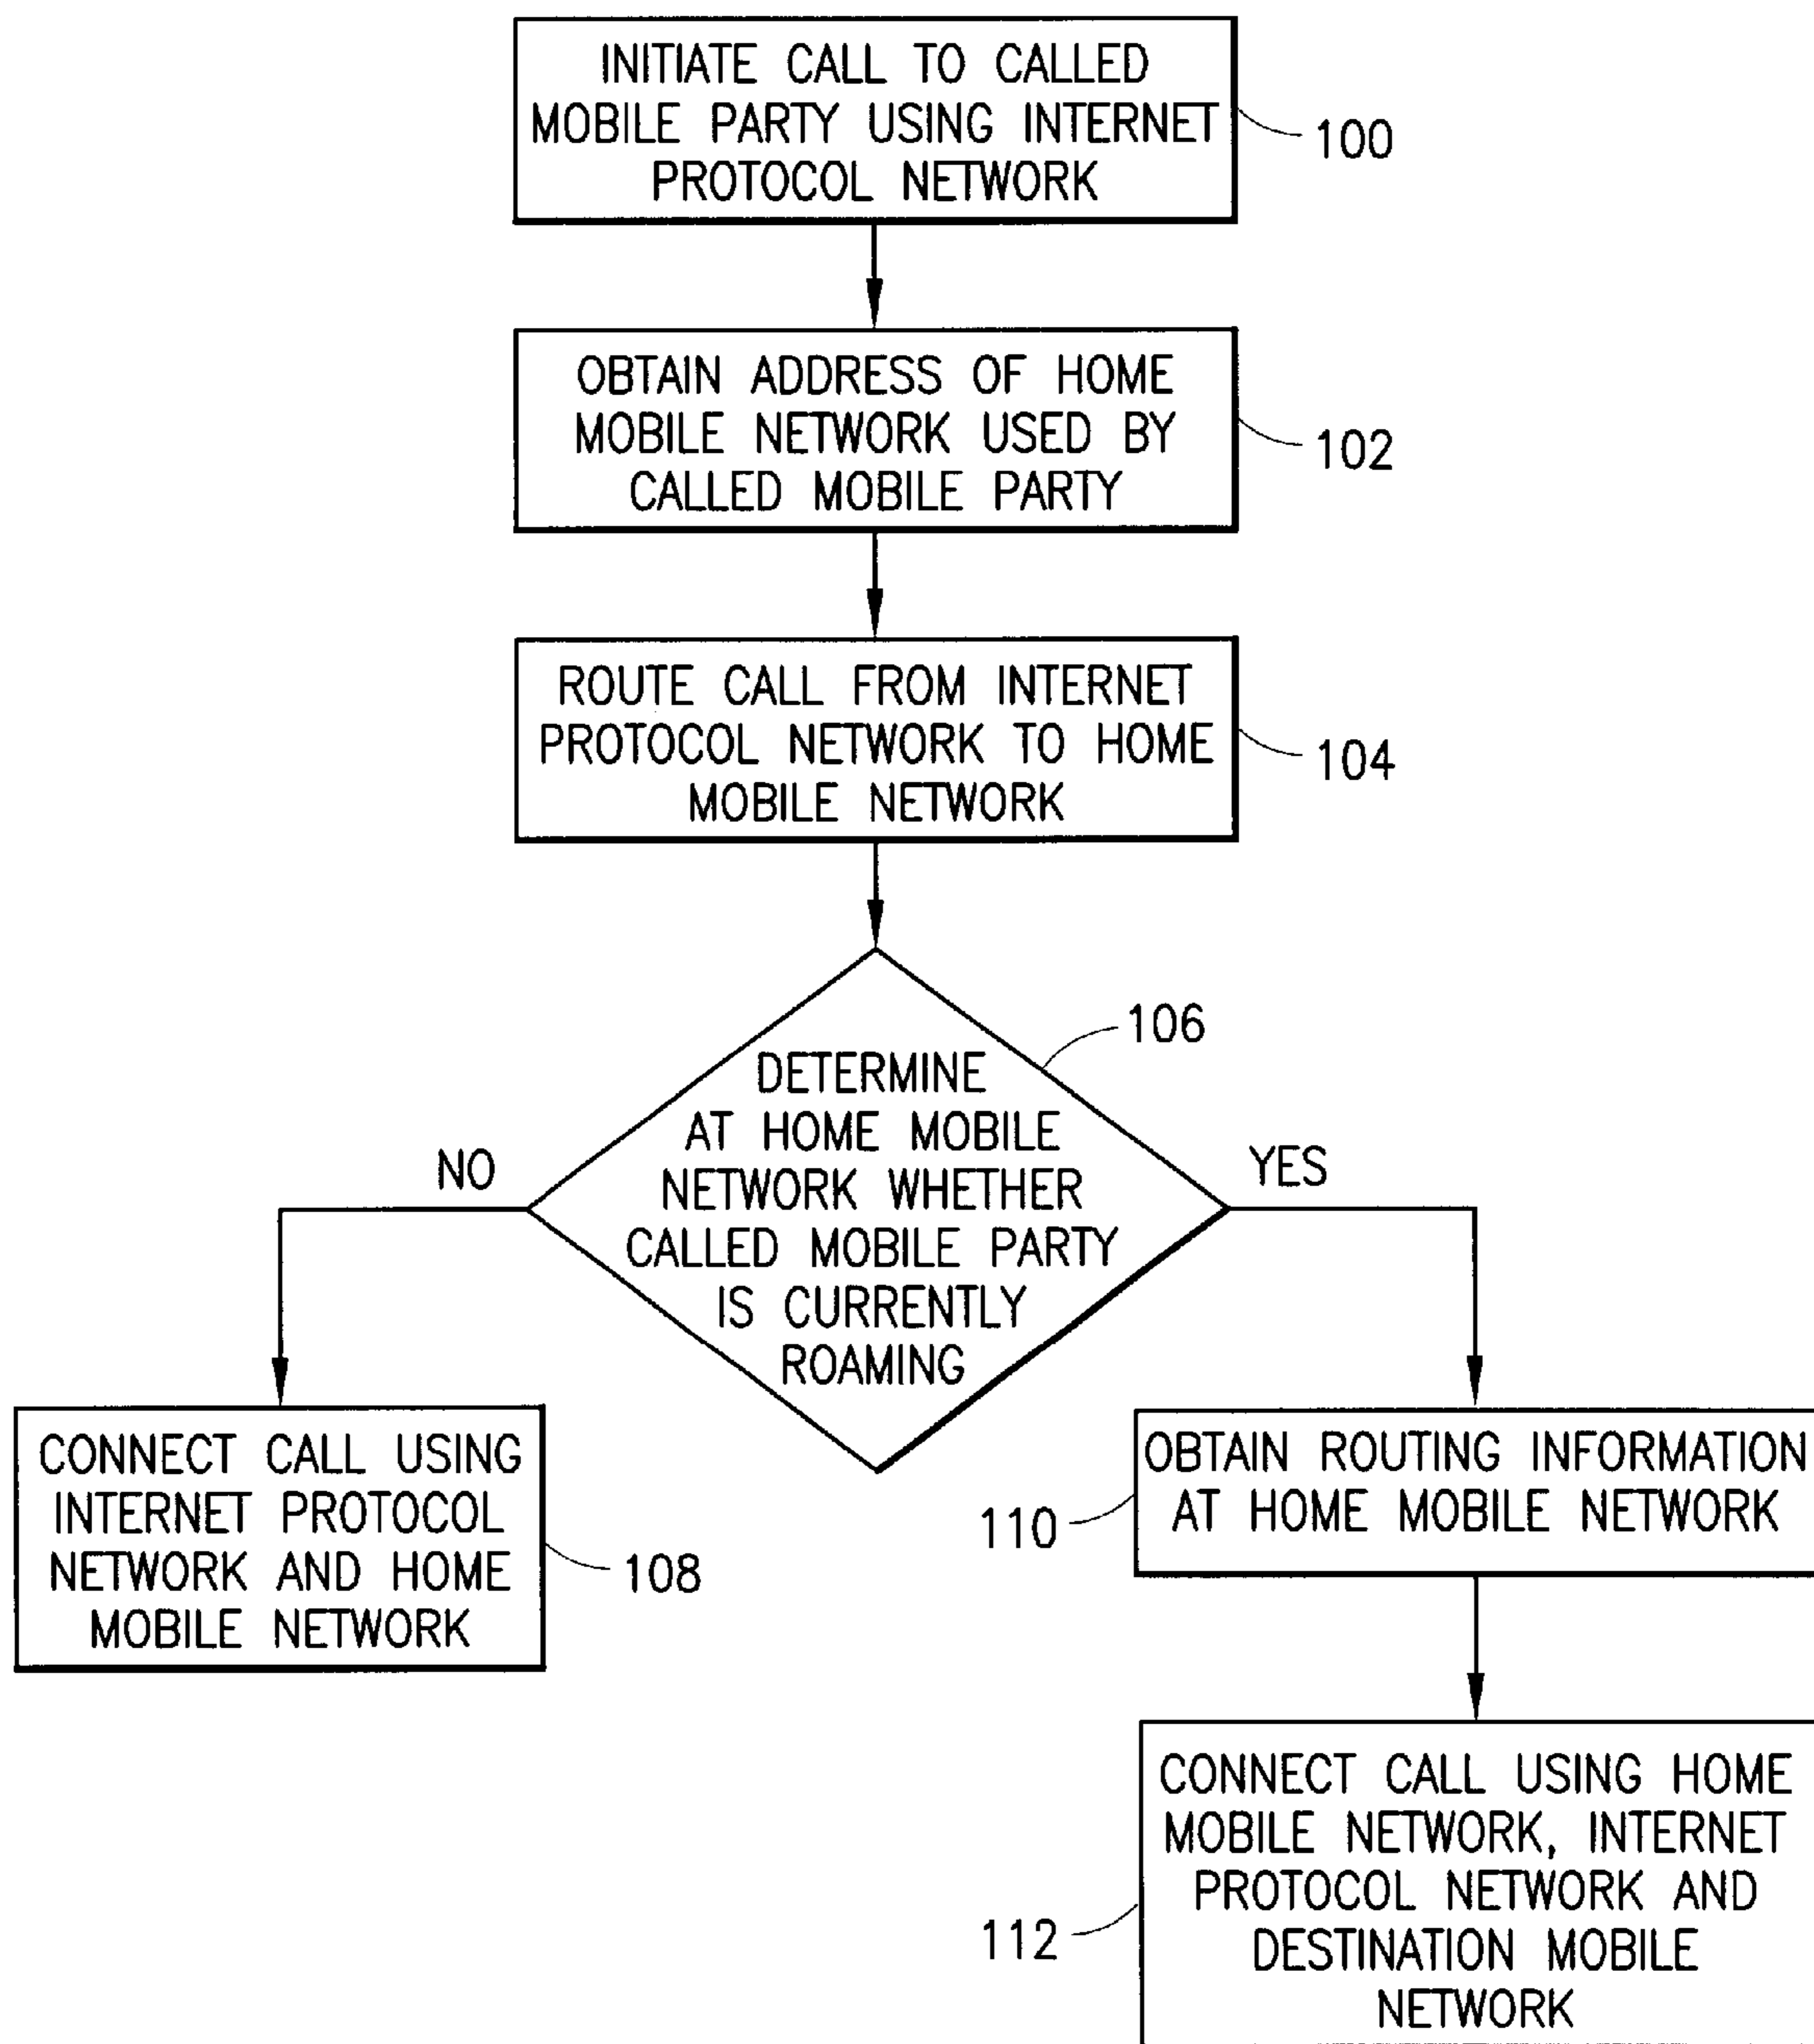 INITIATE CALL TO CALLED
MOBILE PARTY USING INTERNET
PROTOCOL NETWORK
100
OBTAIN ADDRESS OF HOME
MOBILE NETWORK USED BY
CALLED MOBILE PARTY
102
ROUTE CALL FROM INTERNET
PROTOCOL NETWORK TO HOME
MOBILE NETWORK
104
106
DETERMINE
AT HOME MOBILE
NETWORK WHETHER
CALLED MOBILE PARTY
IS CURRENTLY
ROAMING
NO
YES
CONNECT CALL USING
INTERNET PROTOCOL
NETWORK AND HOME
MOBILE NETWORK
108
OBTAIN ROUTING INFORMATION
AT HOME MOBILE NETWORK
110
CONNECT CALL USING HOME
MOBILE NETWORK, INTERNET
PROTOCOL NETWORK AND
DESTINATION MOBILE
NETWORK
112